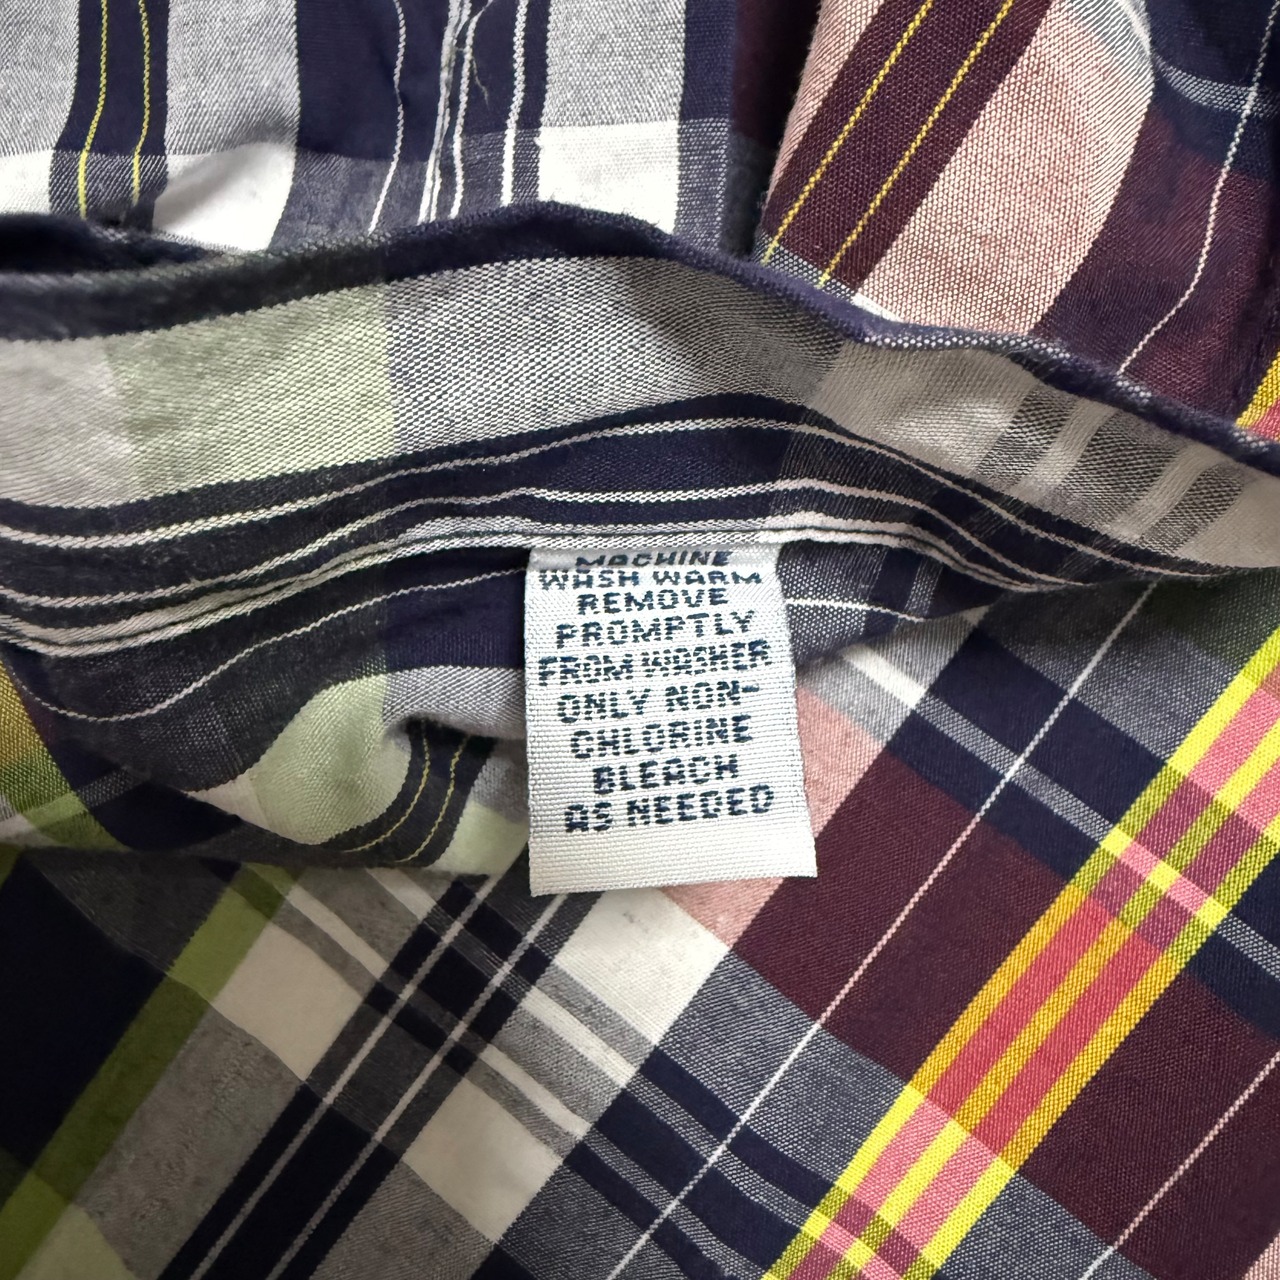 MACHINE
WASH WARM
REMOVE
PROMPTLY
FROM WASHER
ONLY NON-
CHLORINE
BLEACH
AS NEEDED